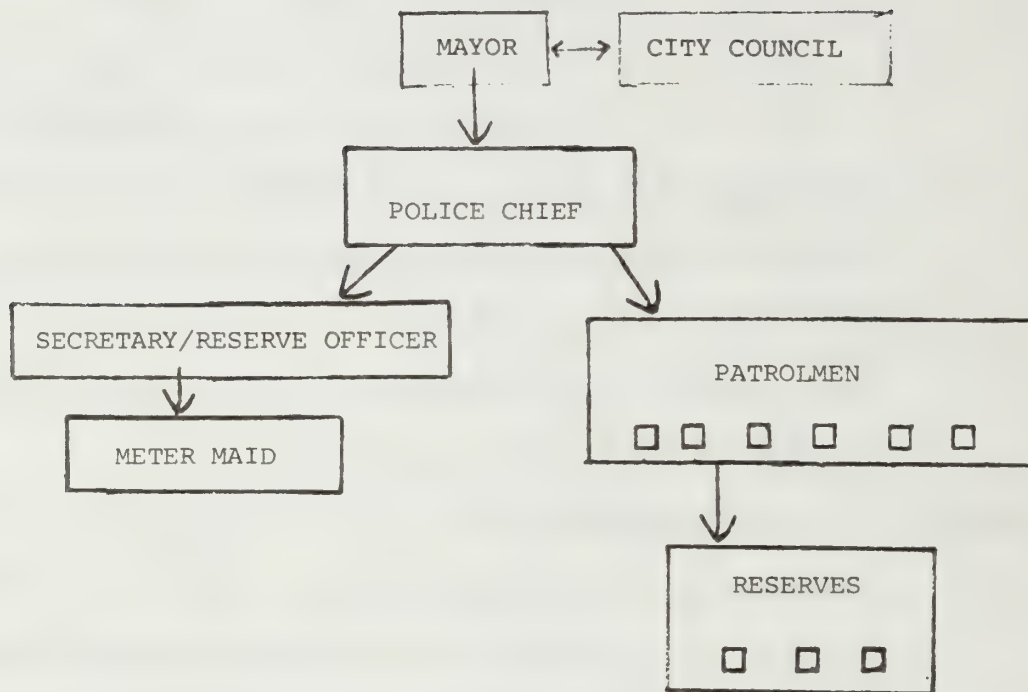 MAYOR
CITY COUNCIL
POLICE CHIEF
SECRETARY/RESERVE OFFICER
PATROLMEN
METER MAID
RESERVES